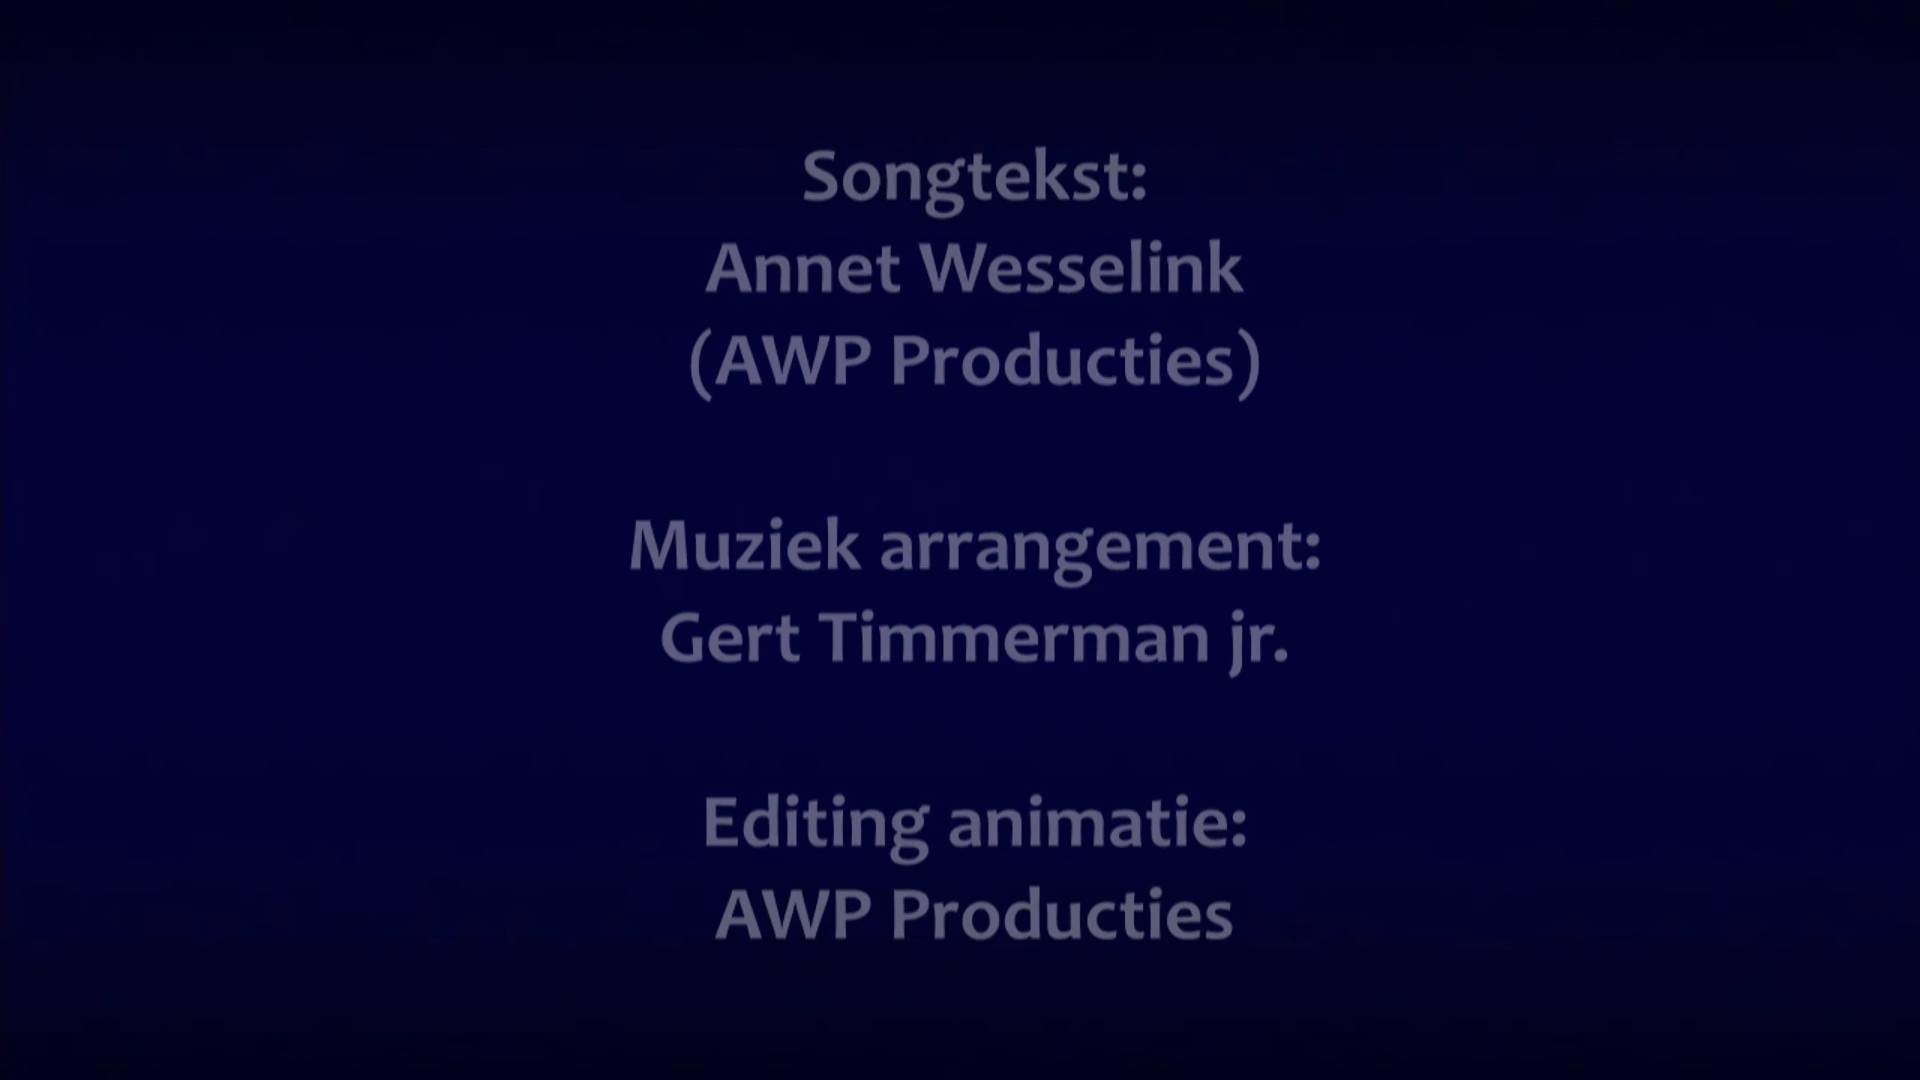 Songtekst:
Annet Wesselink
(AWP Producties)
Muziek arrangement:
Gert Timmerman jr.
Editing animatie:
AWP Producties